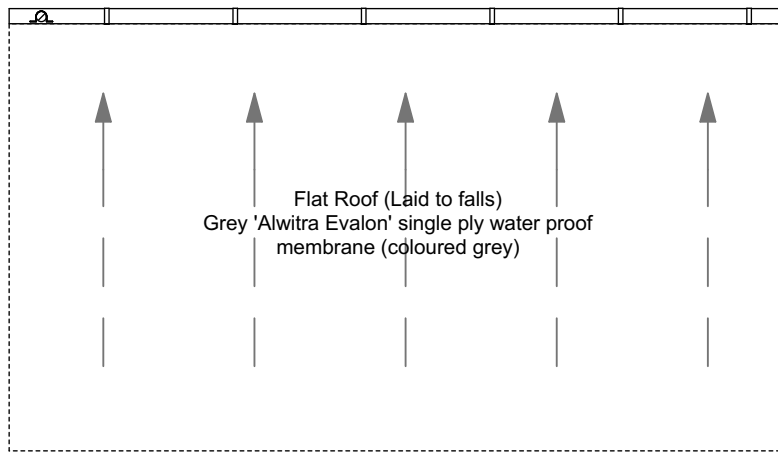 Flat Roof (Laid to falls)
Grey 'Alwitra Evalon' single ply water proof
membrane (coloured grey)